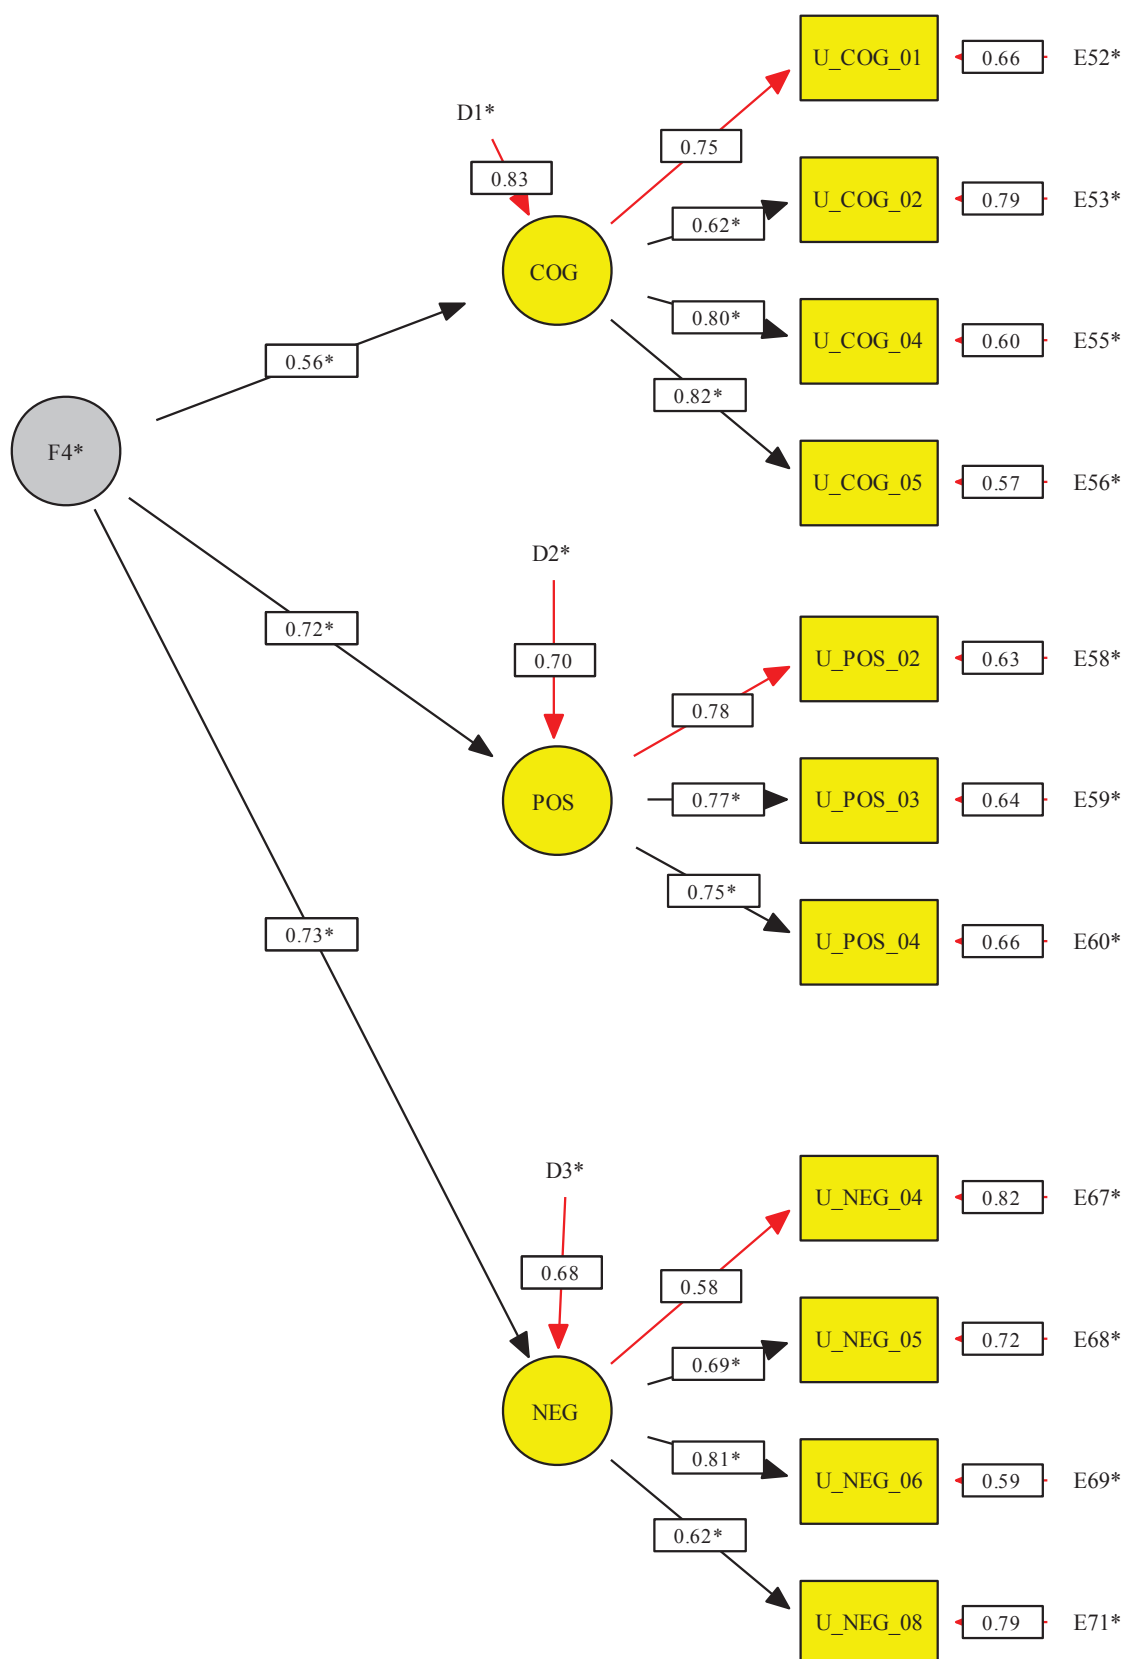 U_COG_01 0.66 E52*
D1*
0.75
0.83
U_COG_02 0.79 E53*
0.62*
COG
0.80*
U_COG_04 0.60 E55*
0.56*
0.82*
F4*
U_COG_05 0.57 E56*
D2*
0.72*
0.70
U_POS_02 0.63 E58*
0.78
POS
0.77*
U_POS_03 0.64 E59*
0.75*
0.73*
U_POS_04 0.66 E60*
D3*
U_NEG_04 0.82 E67*
0.68
0.58
U_NEG_05 0.72 E68*
0.69*
NEG
0.81*
U_NEG_06 0.59 E69*
0.62*
U_NEG_08 0.79 E71*